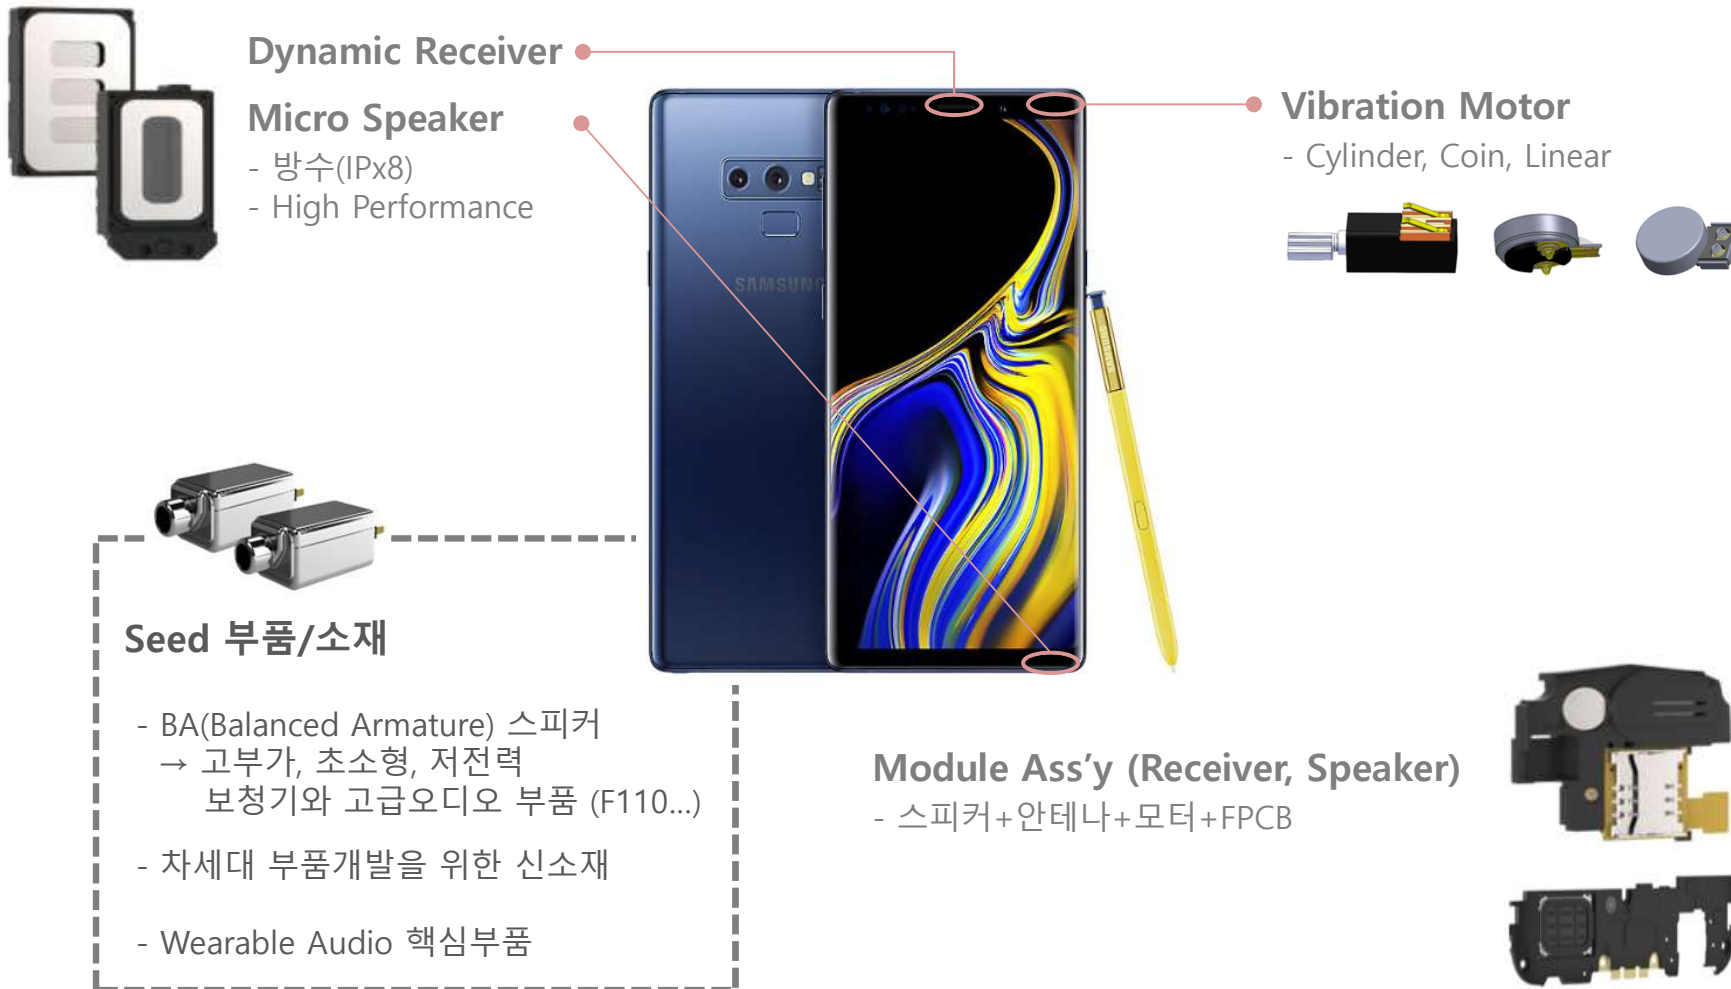 Dynamic Receiver
Micro Speaker
- 방수(IPx8)
- High Performance
Vibration Motor
- Cylinder, Coin, Linear
SAMSUNG
Seed 부품/소재
- BA(Balanced Armature) 스피커
→ 고부가, 초소형, 저전력
보청기와 고급오디오 부품 (F110...)
- 차세대 부품개발을 위한 신소재
- Wearable Audio 핵심부품
Module Ass’y (Receiver, Speaker)
- 스피커+안테나+모터+FPCB